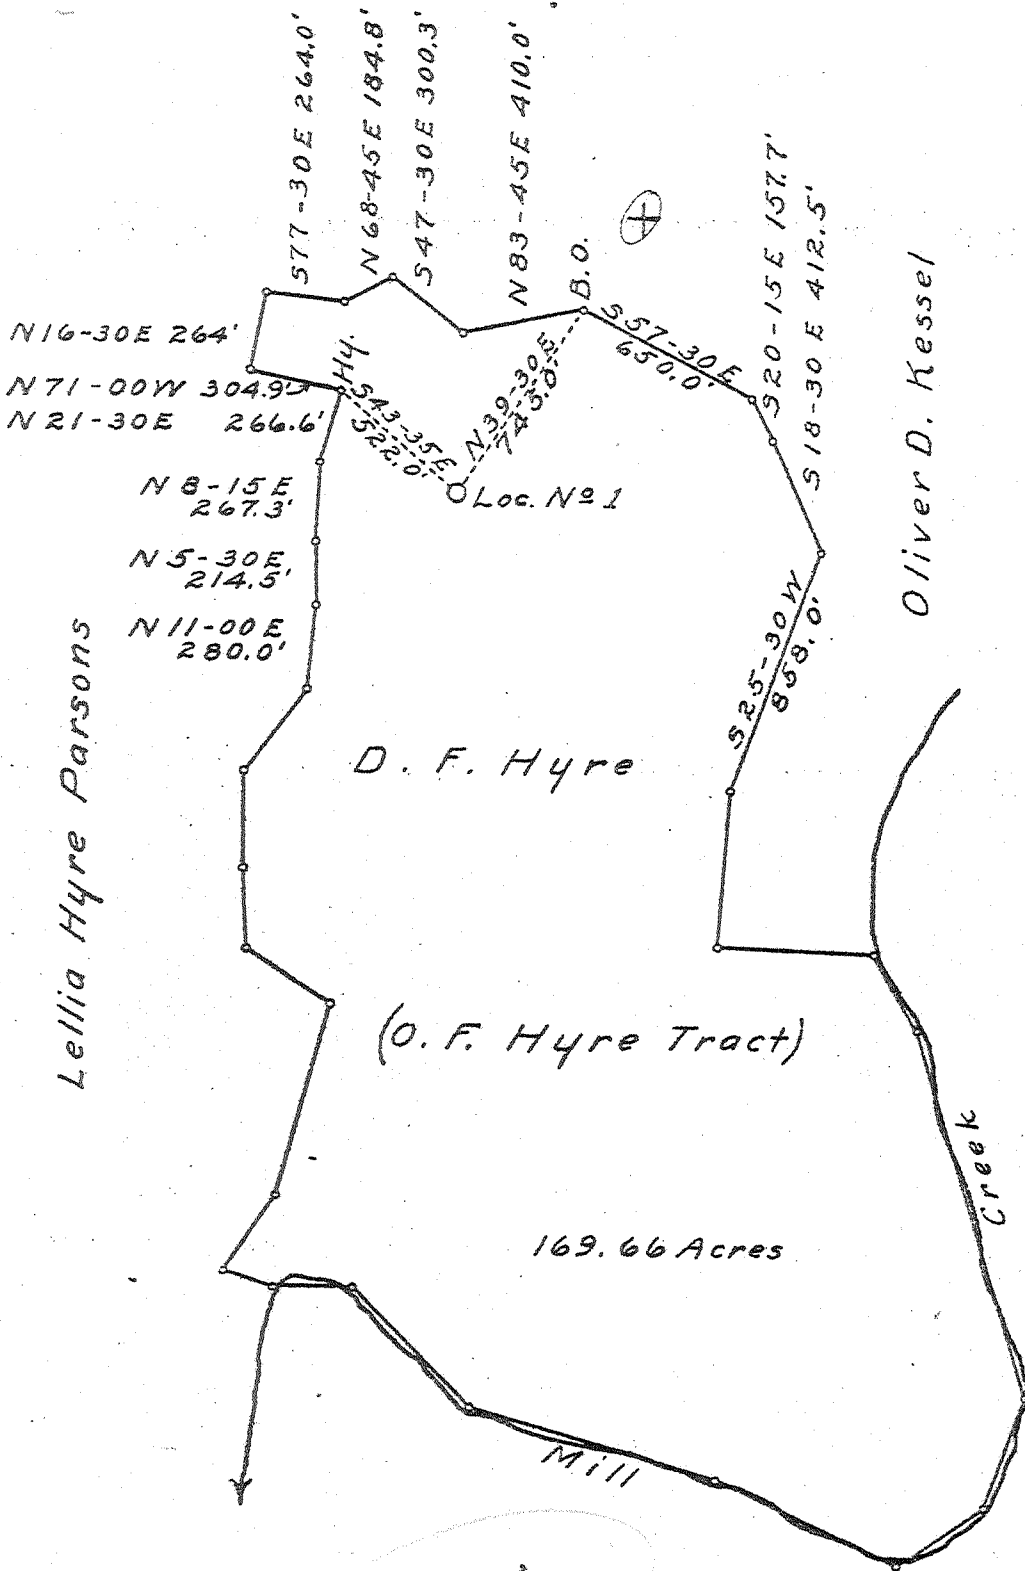 S77-30E 264.0'
N68-45E 184.8'
S47-30E 300.3'
N83-45E 410.0'
B.O.
S57-30E
650.0'
S20-15E 157.7'
S18-30E 412.5'
Oliver D. Kessel
N16-30E 264'
N71-00W 304.9'
N21-30E 266.6'
Hy.
S43-35E
522.0'
N39-30E
743.0'
Loc. Nº 1
N8-15E
267.3'
N5-30E
214.5'
N11-00E
280.0'
S25-30W
858.0'
Lellia Hyre Parsons
D. F. Hyre
(O. F. Hyre Tract)
169.66 Acres
Creek
Mill